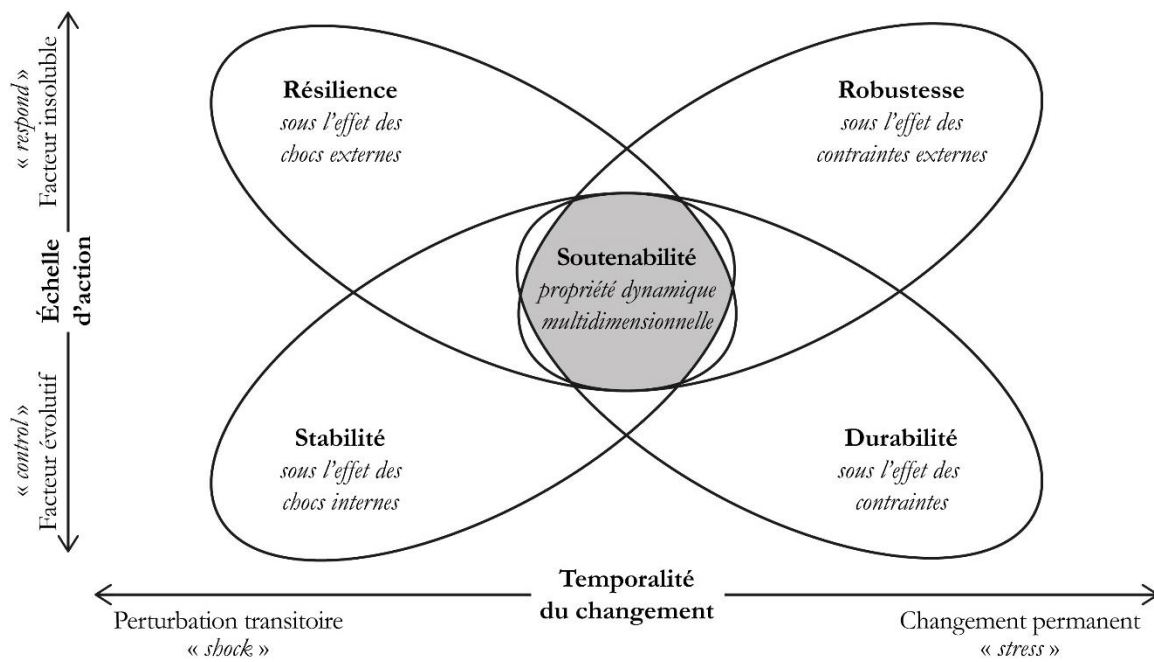 « respond »
Facteur insoluble
Échelle
d’action
« control »
Facteur évolutif
Résilience
sous l’effet des
chocs externes
Robustesse
sous l’effet des
contraintes externes
Soutenabilité
propriété dynamique
multidimensionnelle
Stabilité
sous l’effet des
chocs internes
Durabilité
sous l’effet des
contraintes
Temporalité
du changement
Perturbation transitoire
« shock »
Changement permanent
« stress »